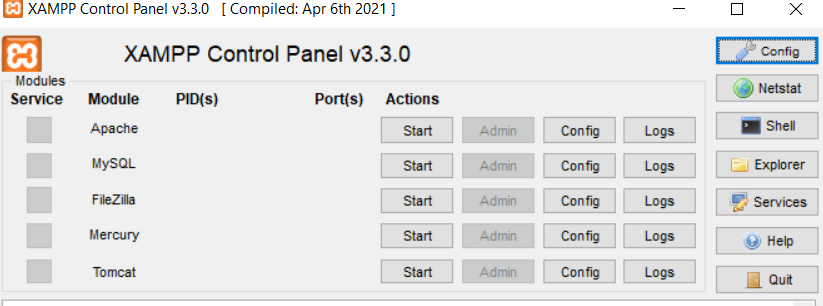 XAMPP Control Panel v3.3.0 [ Compiled: Apr 6th 2021 ]
XAMPP Control Panel v3.3.0
Config
Modules
Service Module PID(s) Port(s) Actions
Netstat
Apache Start Admin Config Logs
Shell
MySQL Start Admin Config Logs
Explorer
FileZilla Start Admin Config Logs
Services
Mercury Start Admin Config Logs
Help
Tomcat Start Admin Config Logs
Quit